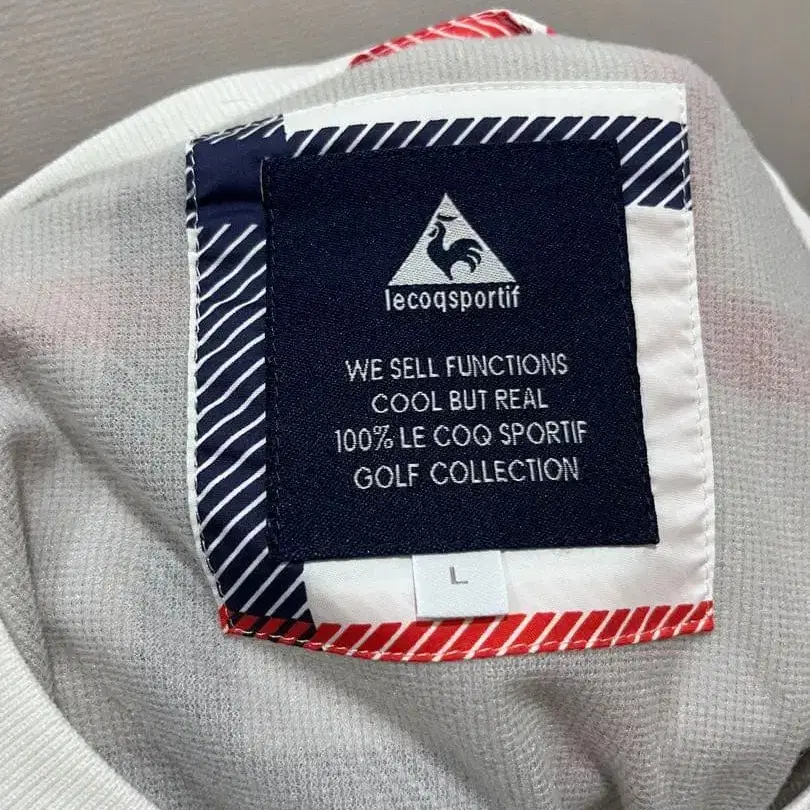 lecoqsportif
WE SELL FUNCTIONS
COOL BUT REAL
100% LE COQ SPORTIF
GOLF COLLECTION
L